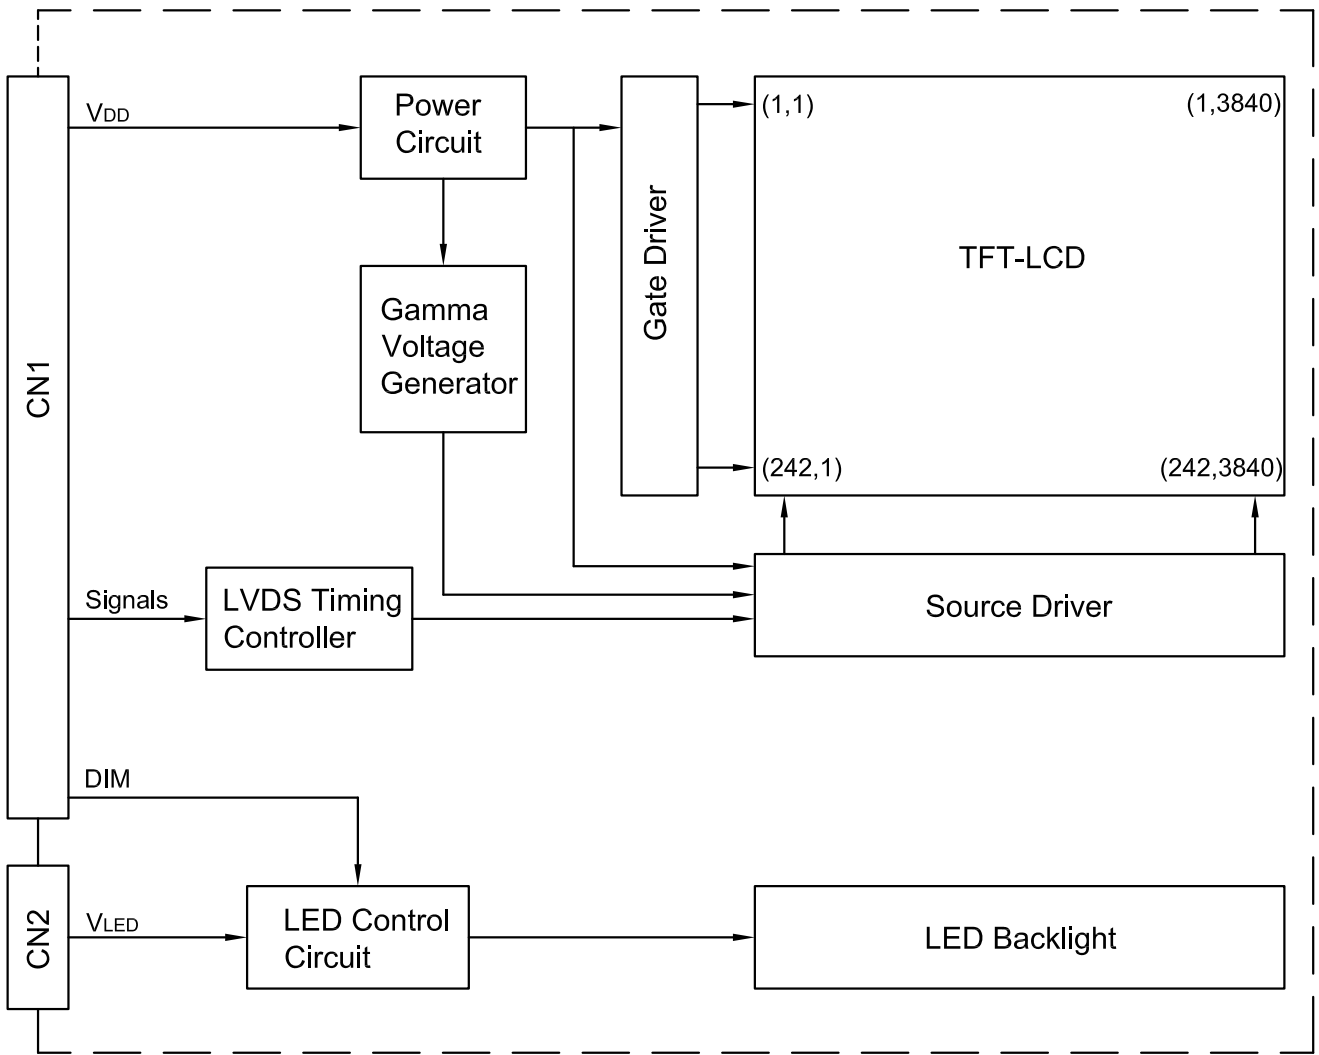 VDD
Power
Circuit
(1,1)
(1,3840)
Gate Driver
TFT-LCD
Gamma
Voltage
Generator
CN1
(242,1)
(242,3840)
Signals
LVDS Timing
Controller
Source Driver
DIM
CN2
VLED
LED Control
Circuit
LED Backlight